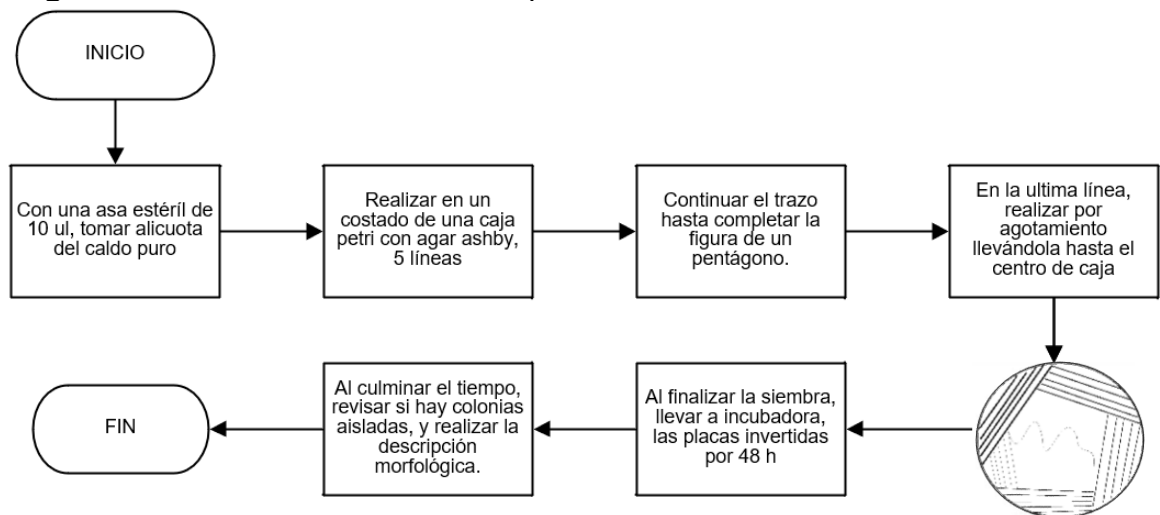 INICIO
Con una asa estéril de
10 ul, tomar alicuota
del caldo puro
Realizar en un
costado de una caja
petri con agar ashby,
5 líneas
Continuar el trazo
hasta completar la
figura de un
pentágono.
En la ultima línea,
realizar por
agotamiento
llevándola hasta el
centro de caja
Al finalizar la siembra,
llevar a incubadora,
las placas invertidas
por 48 h
Al culminar el tiempo,
revisar si hay colonias
aisladas, y realizar la
descripción
morfológica.
FIN